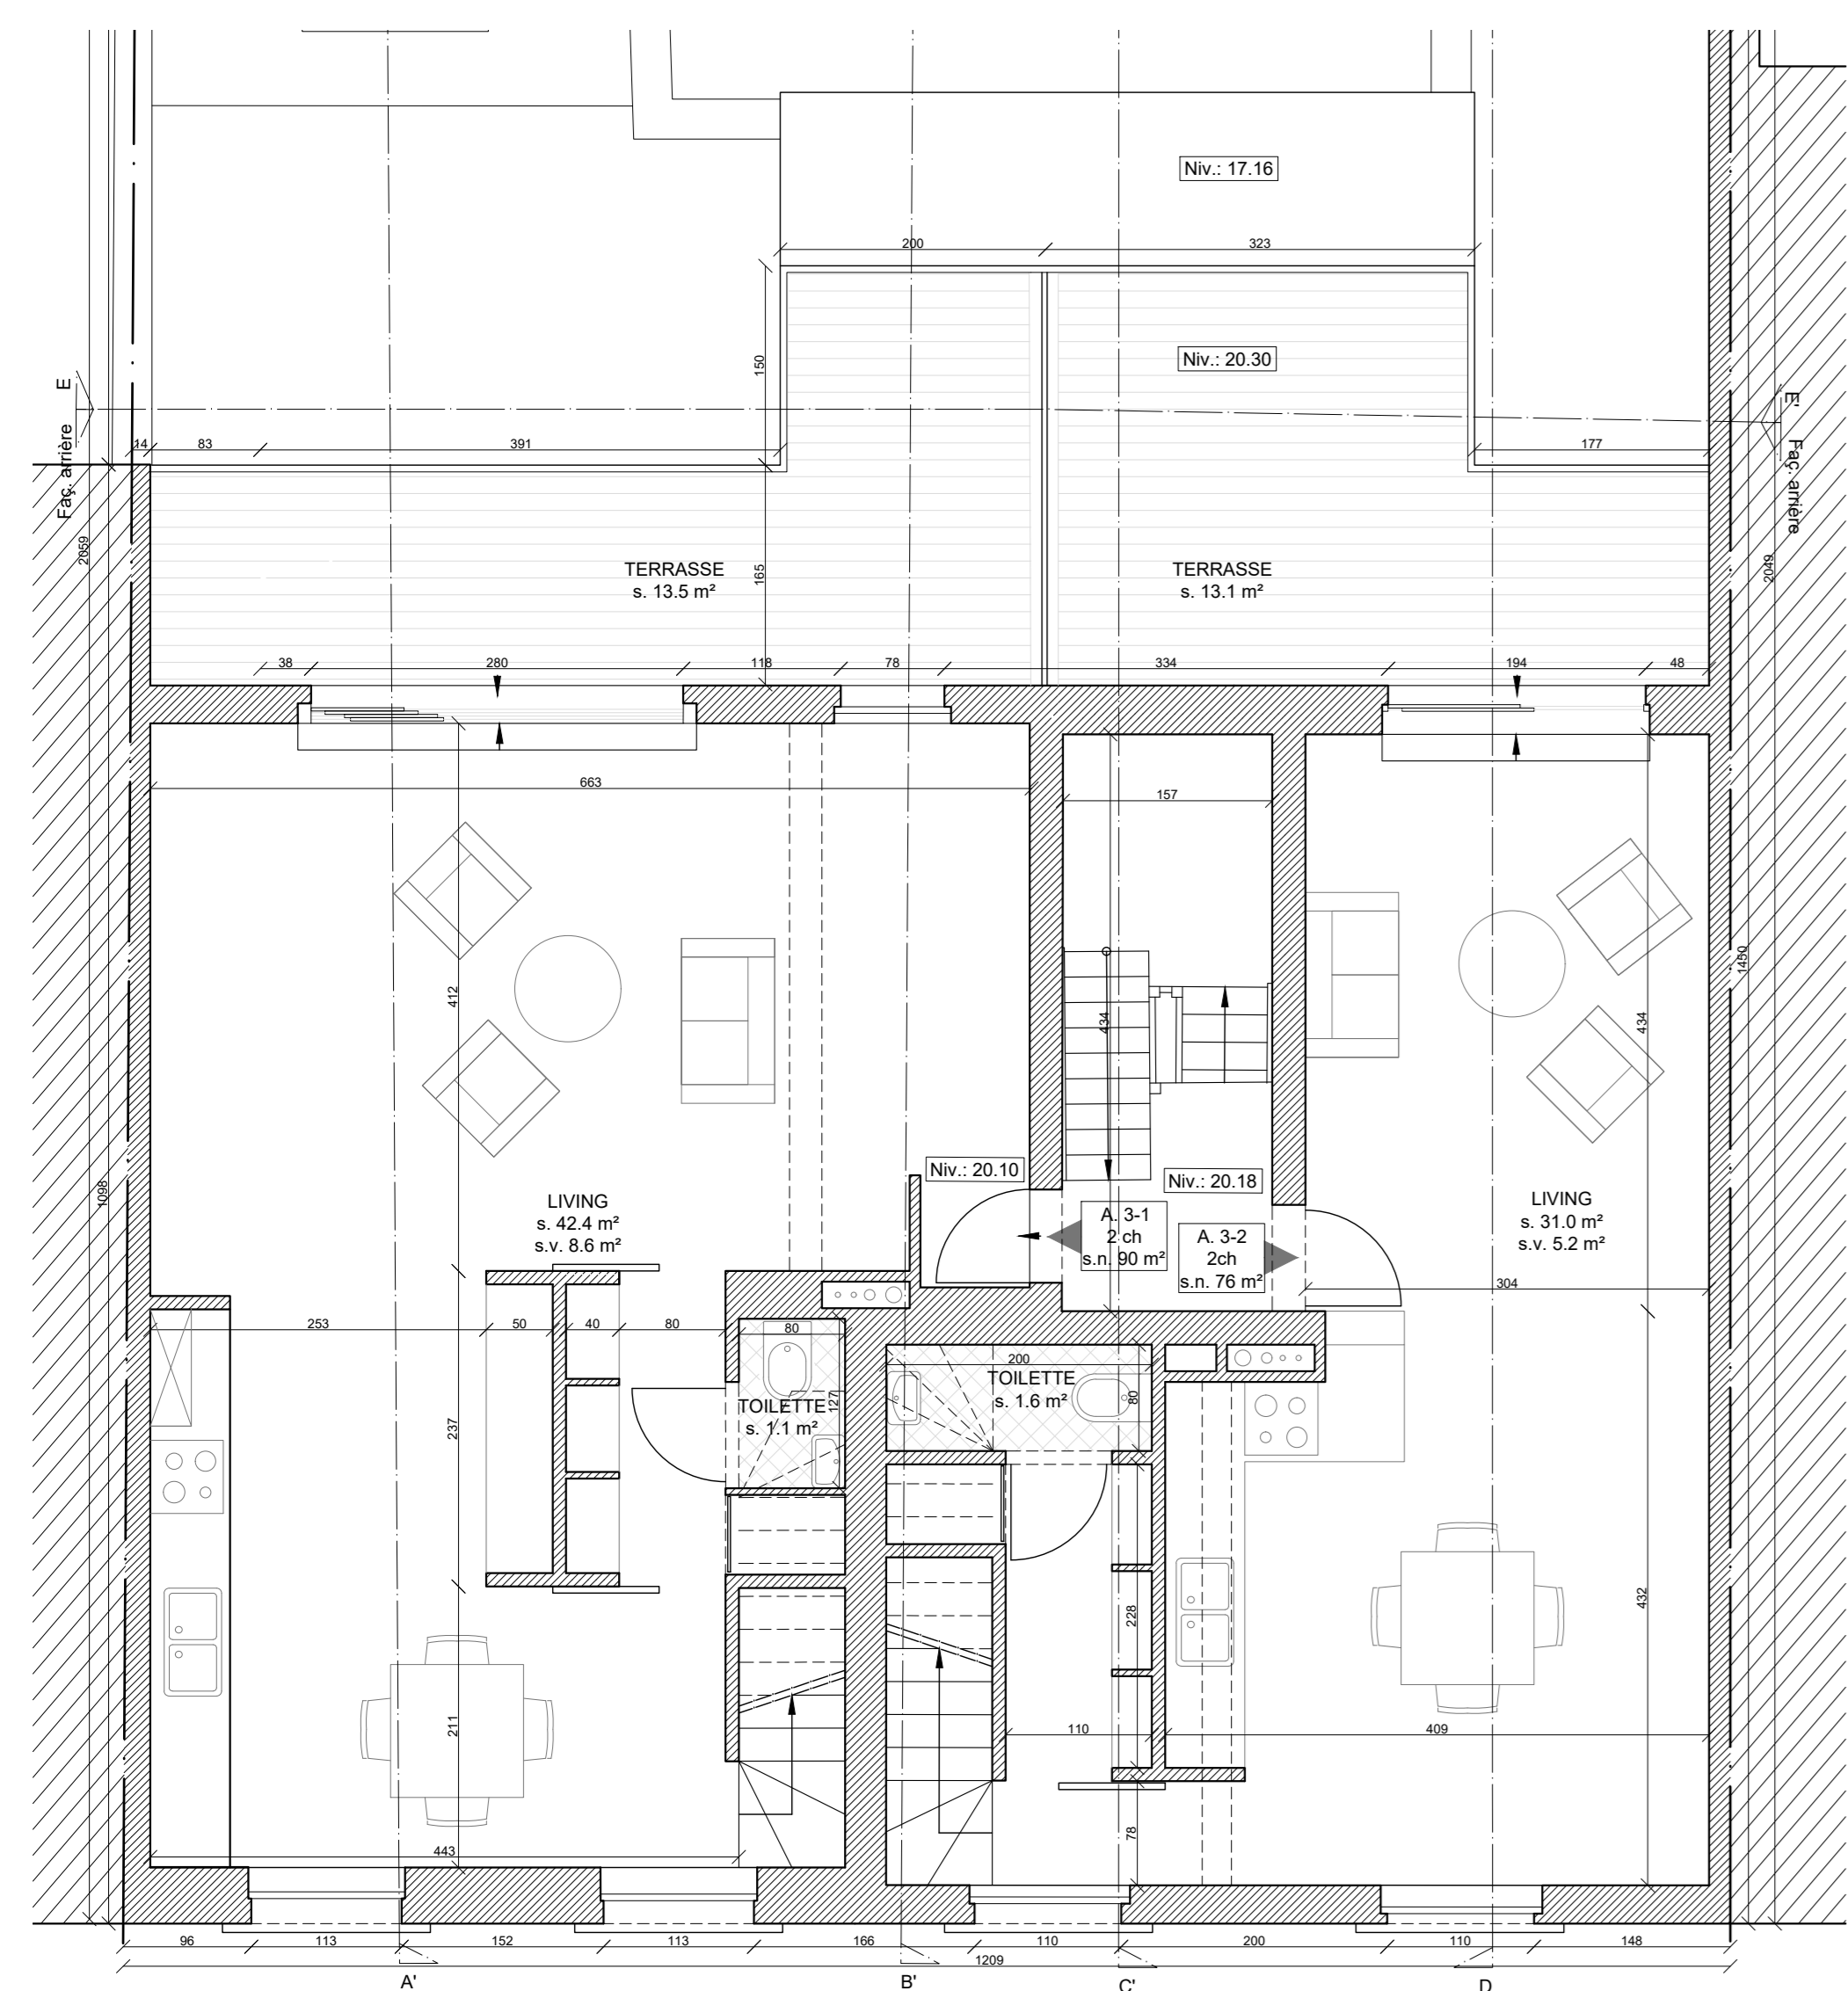 Niv.: 17.16
200
323
150
Niv.: 20.30
E
Faç. arrière
E'
Faç. arrière
14
83
391
177
2059
2049
TERRASSE
s. 13.5 m²
165
TERRASSE
s. 13.1 m²
38
280
118
78
334
194
48
663
157
412
434
1450
434
1098
Niv.: 20.10
Niv.: 20.18
LIVING
s. 42.4 m²
s.v. 8.6 m²
A. 3-1
2 ch
s.n. 90 m²
A. 3-2
2ch
s.n. 76 m²
LIVING
s. 31.0 m²
s.v. 5.2 m²
304
253
50
40
80
80
200
TOILETTE
s. 1.6 m²
80
TOILETTE
s. 1.1 m²
127
237
228
432
211
110
409
443
78
96
113
152
113
166
110
200
110
148
1209
A'
B'
C'
D